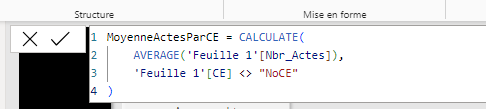 Structure
Mise en forme
1 MoyenneActesParCE = CALCULATE(
2 AVERAGE('Feuille 1'[Nbr_Actes]),
3 'Feuille 1'[CE] <> "NoCE"
4 )